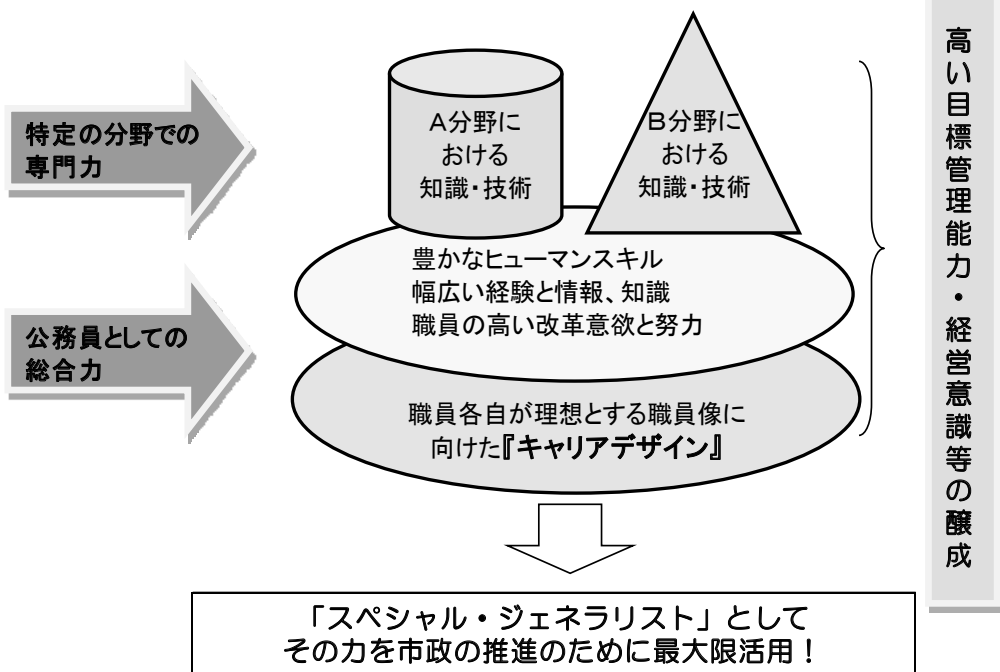 特定の分野での
専門力
A分野に
おける
知識・技術
B分野に
おける
知識・技術
公務員としての
総合力
豊かなヒューマンスキル
幅広い経験と情報、知識
職員の高い改革意欲と努力
職員各自が理想とする職員像に
向けた『キャリアデザイン』
高い目標管理能力・経営意識等の醸成
「スペシャル・ジェネラリスト」として
その力を市政の推進のために最大限活用！